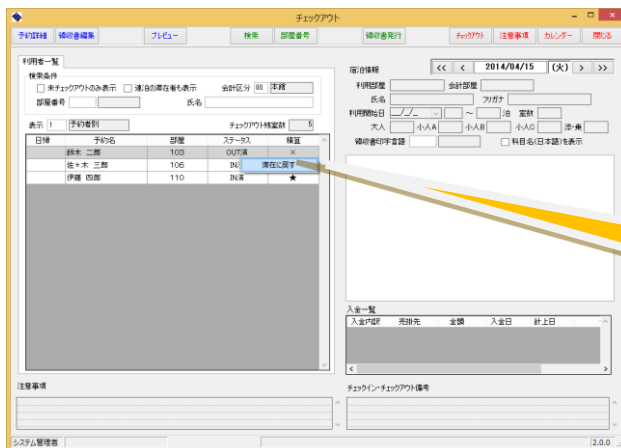 チェックアウト
予約詳細 領収書編集 プレビュー 検索 部屋番号 領収書発行 チェックアウト 注意事項 カレンダー 閉じる
利用者一覧
検索条件
未チェックアウトのみ表示 連泊の滞在者も表示 会計区分 00 本館
部屋番号 氏名
表示 1 予約者別 チェックアウト残室数 5
日帰 予約名 部屋 ステータス 精算
鈴木 二郎 103 OUT済 ×
佐々木 三郎 106 IN済 滞在に戻す
伊藤 四郎 110 IN済 ★
宿泊情報 << < 2014/04/15 (火) > >>
利用部屋 会計部屋
氏名 フリガナ
利用開始日 _/_/_ ~ 泊 室数
大人 小人A 小人B 小人C 添・乗
領収書印字言語 科目名(日本語)を表示
入金一覧
入金内訳 売掛先 金額 入金日 計上日
注意事項
チェックイン・チェックアウト備考
システム管理者 2.0.0